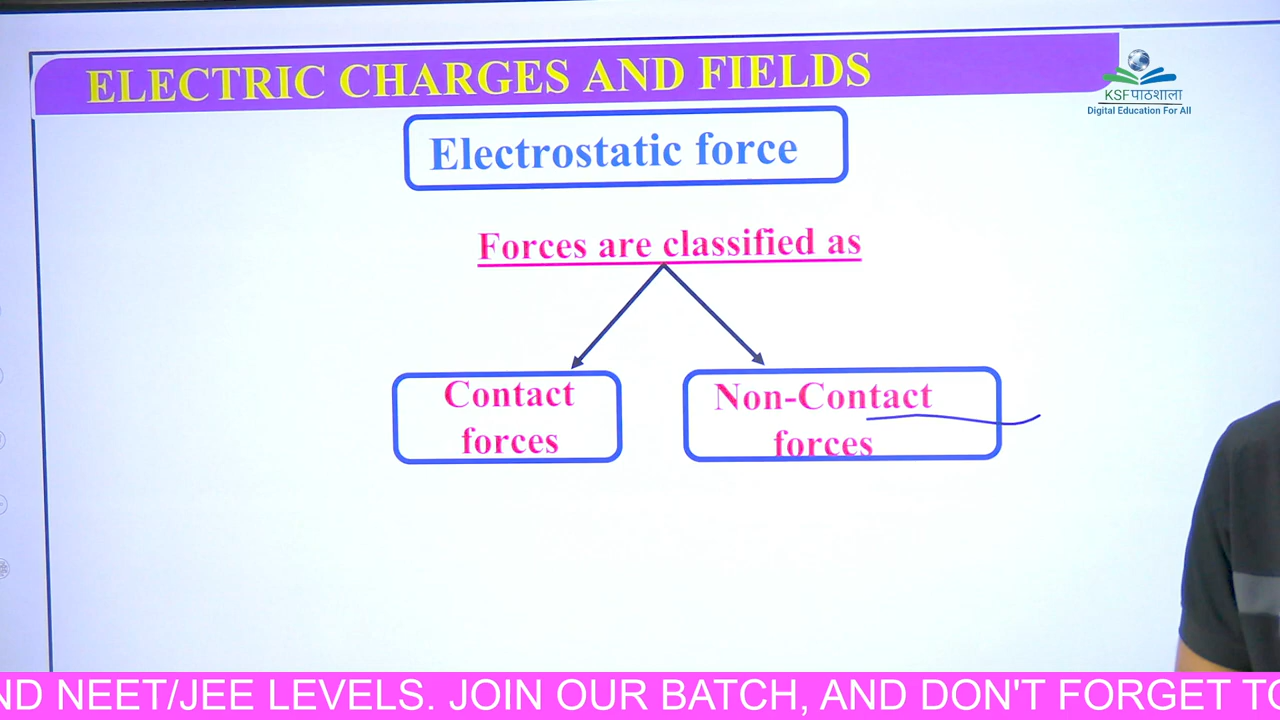 ELECTRIC CHARGES AND FIELDS
KSFपाठशाला
Digital Education For All
Electrostatic force
Forces are classified as
Contact
forces
Non-Contact
forces
ND NEET/JEE LEVELS. JOIN OUR BATCH, AND DON'T FORGET TO